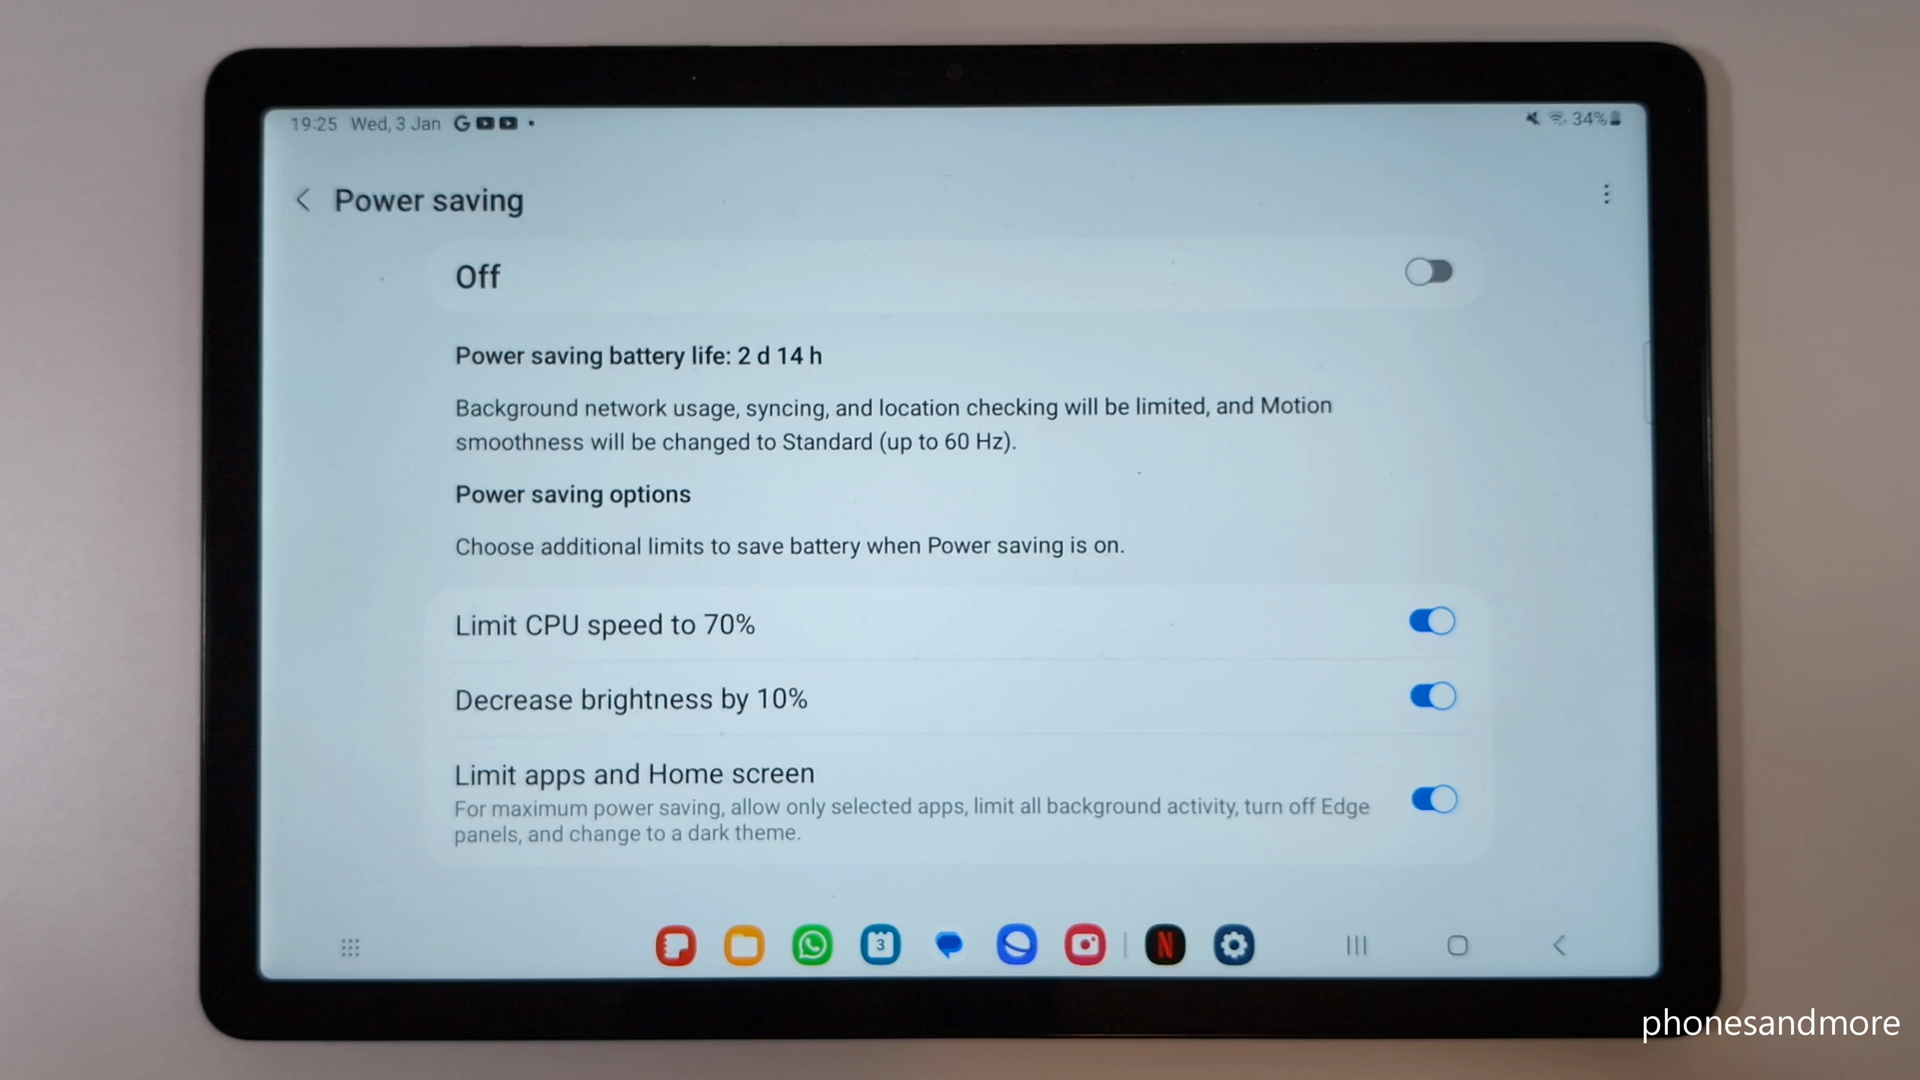 19:25 Wed, 3 Jan G
34%
Power saving
Off
Power saving battery life: 2 d 14 h
Background network usage, syncing, and location checking will be limited, and Motion
smoothness will be changed to Standard (up to 60 Hz).
Power saving options
Choose additional limits to save battery when Power saving is on.
Limit CPU speed to 70%
Decrease brightness by 10%
Limit apps and Home screen
For maximum power saving, allow only selected apps, limit all background activity, turn off Edge
panels, and change to a dark theme.
3
N
phonesandmore